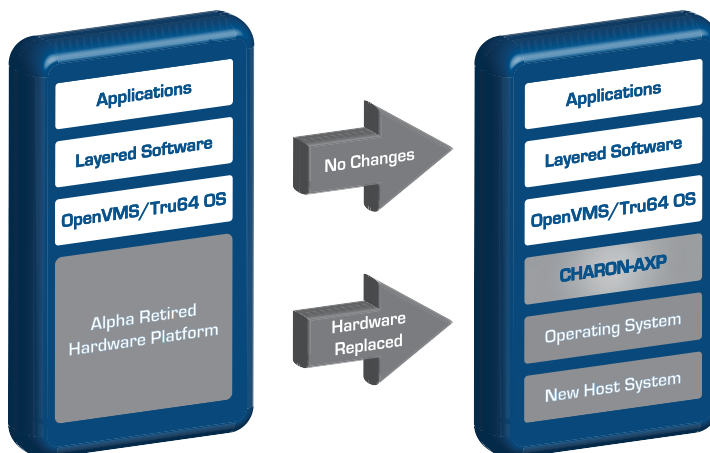 Applications
Layered Software
OpenVMS/Tru64 OS
Alpha Retired
Hardware Platform
No Changes
Hardware
Replaced
Applications
Layered Software
OpenVMS/Tru64 OS
CHARON-AXP
Operating System
New Host System